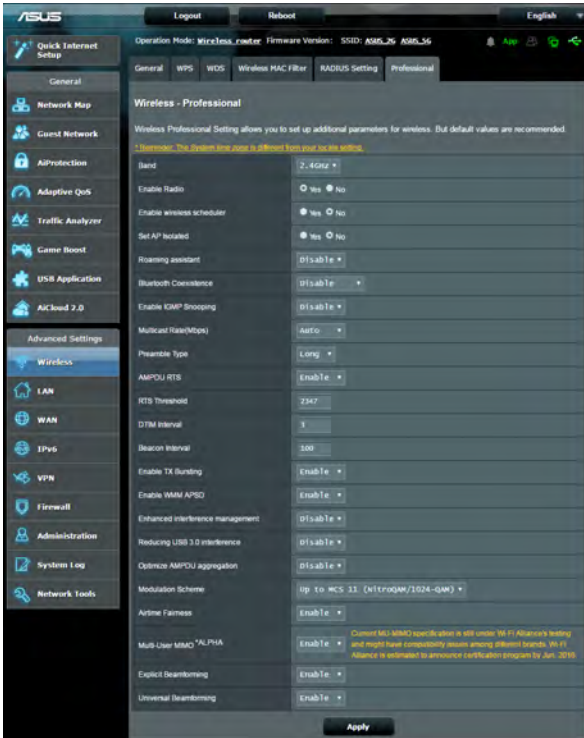 ASUS
Logout
Reboot
English
Quick Internet Setup
Operation Mode: Wireless router Firmware Version: SSID: ASUS_2G ASUS_5G
App
General
WPS
WDS
Wireless MAC Filter
RADIUS Setting
Professional
General
Network Map
Guest Network
AiProtection
Adaptive QoS
Traffic Analyzer
Game Boost
USB Application
AiCloud 2.0
Advanced Settings
Wireless
LAN
WAN
IPv6
VPN
Firewall
Administration
System Log
Network Tools
Wireless - Professional
Wireless Professional Setting allows you to set up additional parameters for wireless. But default values are recommended.
* Reminder: The System time zone is different from your locale setting.
Band 2.4GHz
Enable Radio Yes No
Enable wireless scheduler Yes No
Set AP Isolated Yes No
Roaming assistant Disable
Bluetooth Coexistence Disable
Enable IGMP Snooping Disable
Multicast Rate(Mbps) Auto
Preamble Type Long
AMPDU RTS Enable
RTS Threshold 2347
DTIM Interval 3
Beacon Interval 100
Enable TX Bursting Enable
Enable WMM APSD Enable
Enhanced interference management Disable
Reducing USB 3.0 interference Disable
Optimize AMPDU aggregation Disable
Modulation Scheme Up to MCS 11 (NitroQAM/1024-QAM)
Airtime Fairness Enable
Multi-User MIMO *ALPHA Enable
Current MU-MIMO specification is still under Wi-Fi Alliance's testing
and might have compatibility issues among different brands. Wi-Fi
Alliance is estimated to announce certification program by Jun. 2016
Explicit Beamforming Enable
Universal Beamforming Enable
Apply